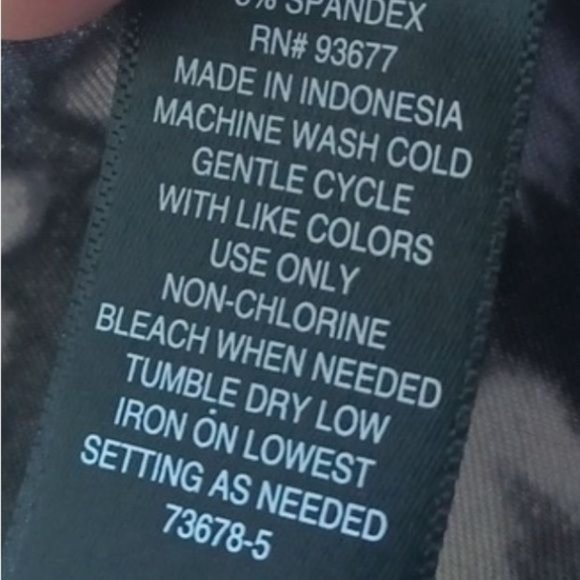 SPANDEX
RN# 93677
MADE IN INDONESIA
MACHINE WASH COLD
GENTLE CYCLE
WITH LIKE COLORS
USE ONLY
NON-CHLORINE
BLEACH WHEN NEEDED
TUMBLE DRY LOW
IRON ON LOWEST
SETTING AS NEEDED
73678-5